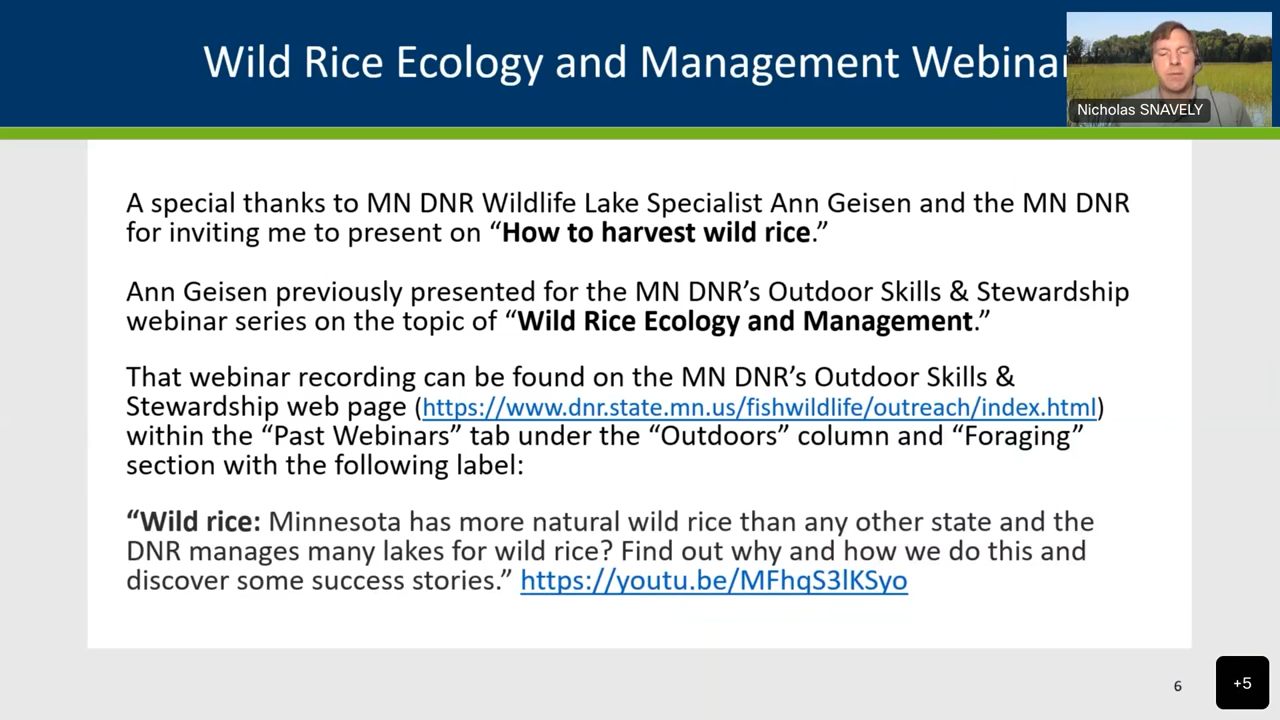 Wild Rice Ecology and Management Webinar
Nicholas SNAVELY
A special thanks to MN DNR Wildlife Lake Specialist Ann Geisen and the MN DNR
for inviting me to present on “How to harvest wild rice.”
Ann Geisen previously presented for the MN DNR’s Outdoor Skills & Stewardship
webinar series on the topic of “Wild Rice Ecology and Management.”
That webinar recording can be found on the MN DNR’s Outdoor Skills &
Stewardship web page (https://www.dnr.state.mn.us/fishwildlife/outreach/index.html)
within the “Past Webinars” tab under the “Outdoors” column and “Foraging”
section with the following label:
“Wild rice: Minnesota has more natural wild rice than any other state and the
DNR manages many lakes for wild rice? Find out why and how we do this and
discover some success stories.” https://youtu.be/MFhqS3lKSyo
6
+5